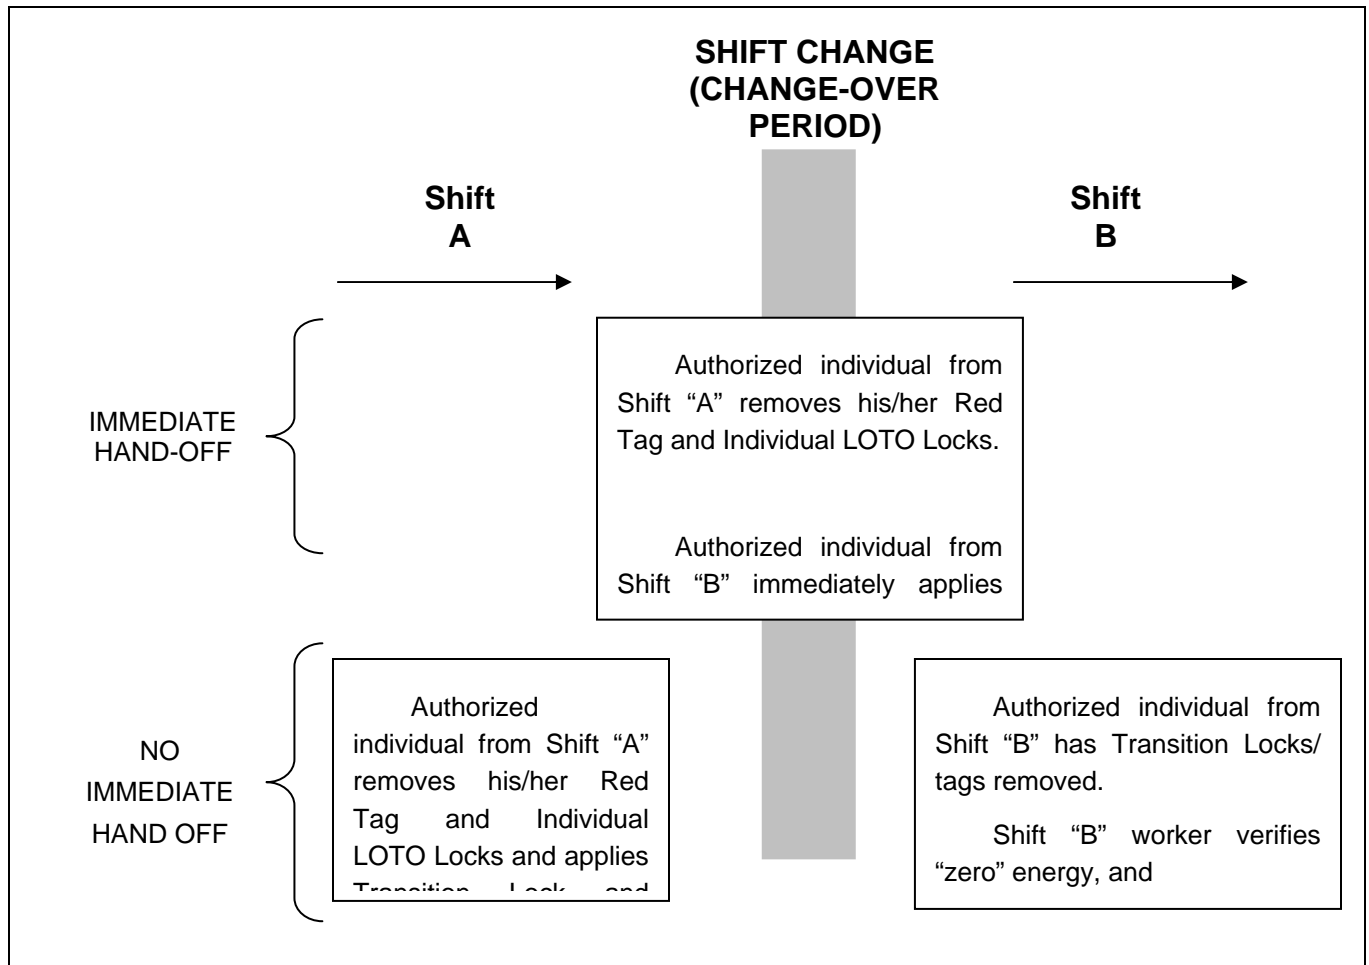 SHIFT CHANGE
(CHANGE-OVER
PERIOD)
Shift
A
Shift
B
IMMEDIATE
HAND-OFF
Authorized individual from
Shift “A” removes his/her Red
Tag and Individual LOTO Locks.
Authorized individual from
Shift “B” immediately applies
NO
IMMEDIATE
HAND OFF
Authorized
individual from Shift “A”
removes his/her Red
Tag and Individual
LOTO Locks and applies
Transition Lock and
Authorized individual from
Shift “B” has Transition Locks/
tags removed.
Shift “B” worker verifies
“zero” energy, and